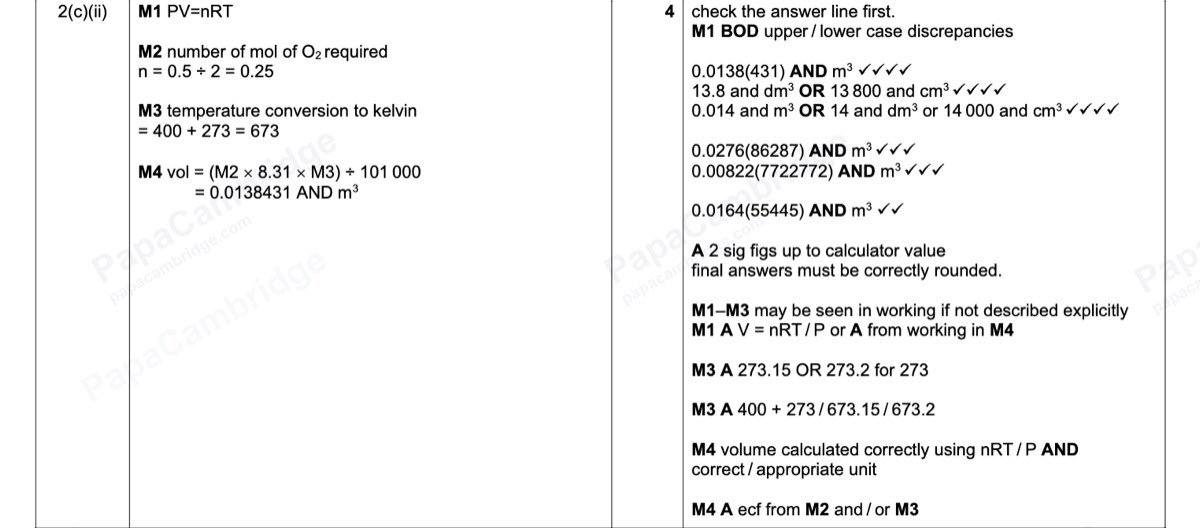 2(c)(ii)
M1 PV=nRT
M2 number of mol of O₂ required
n = 0.5 ÷ 2 = 0.25
M3 temperature conversion to kelvin
= 400 + 273 = 673
M4 vol = (M2 × 8.31 × M3) ÷ 101 000
= 0.0138431 AND m³
4
check the answer line first.
M1 BOD upper / lower case discrepancies
0.0138(431) AND m³ ✓✓✓✓
13.8 and dm³ OR 13 800 and cm³ ✓✓✓✓
0.014 and m³ OR 14 and dm³ or 14 000 and cm³ ✓✓✓✓
0.0276(86287) AND m³ ✓✓✓
0.00822(7722772) AND m³ ✓✓✓
0.0164(55445) AND m³ ✓✓
A 2 sig figs up to calculator value
final answers must be correctly rounded.
M1–M3 may be seen in working if not described explicitly
M1 A V = nRT / P or A from working in M4
M3 A 273.15 OR 273.2 for 273
M3 A 400 + 273 / 673.15 / 673.2
M4 volume calculated correctly using nRT / P AND
correct / appropriate unit
M4 A ecf from M2 and / or M3
PapaCambridge
papacambridge.com
PapaCambridge